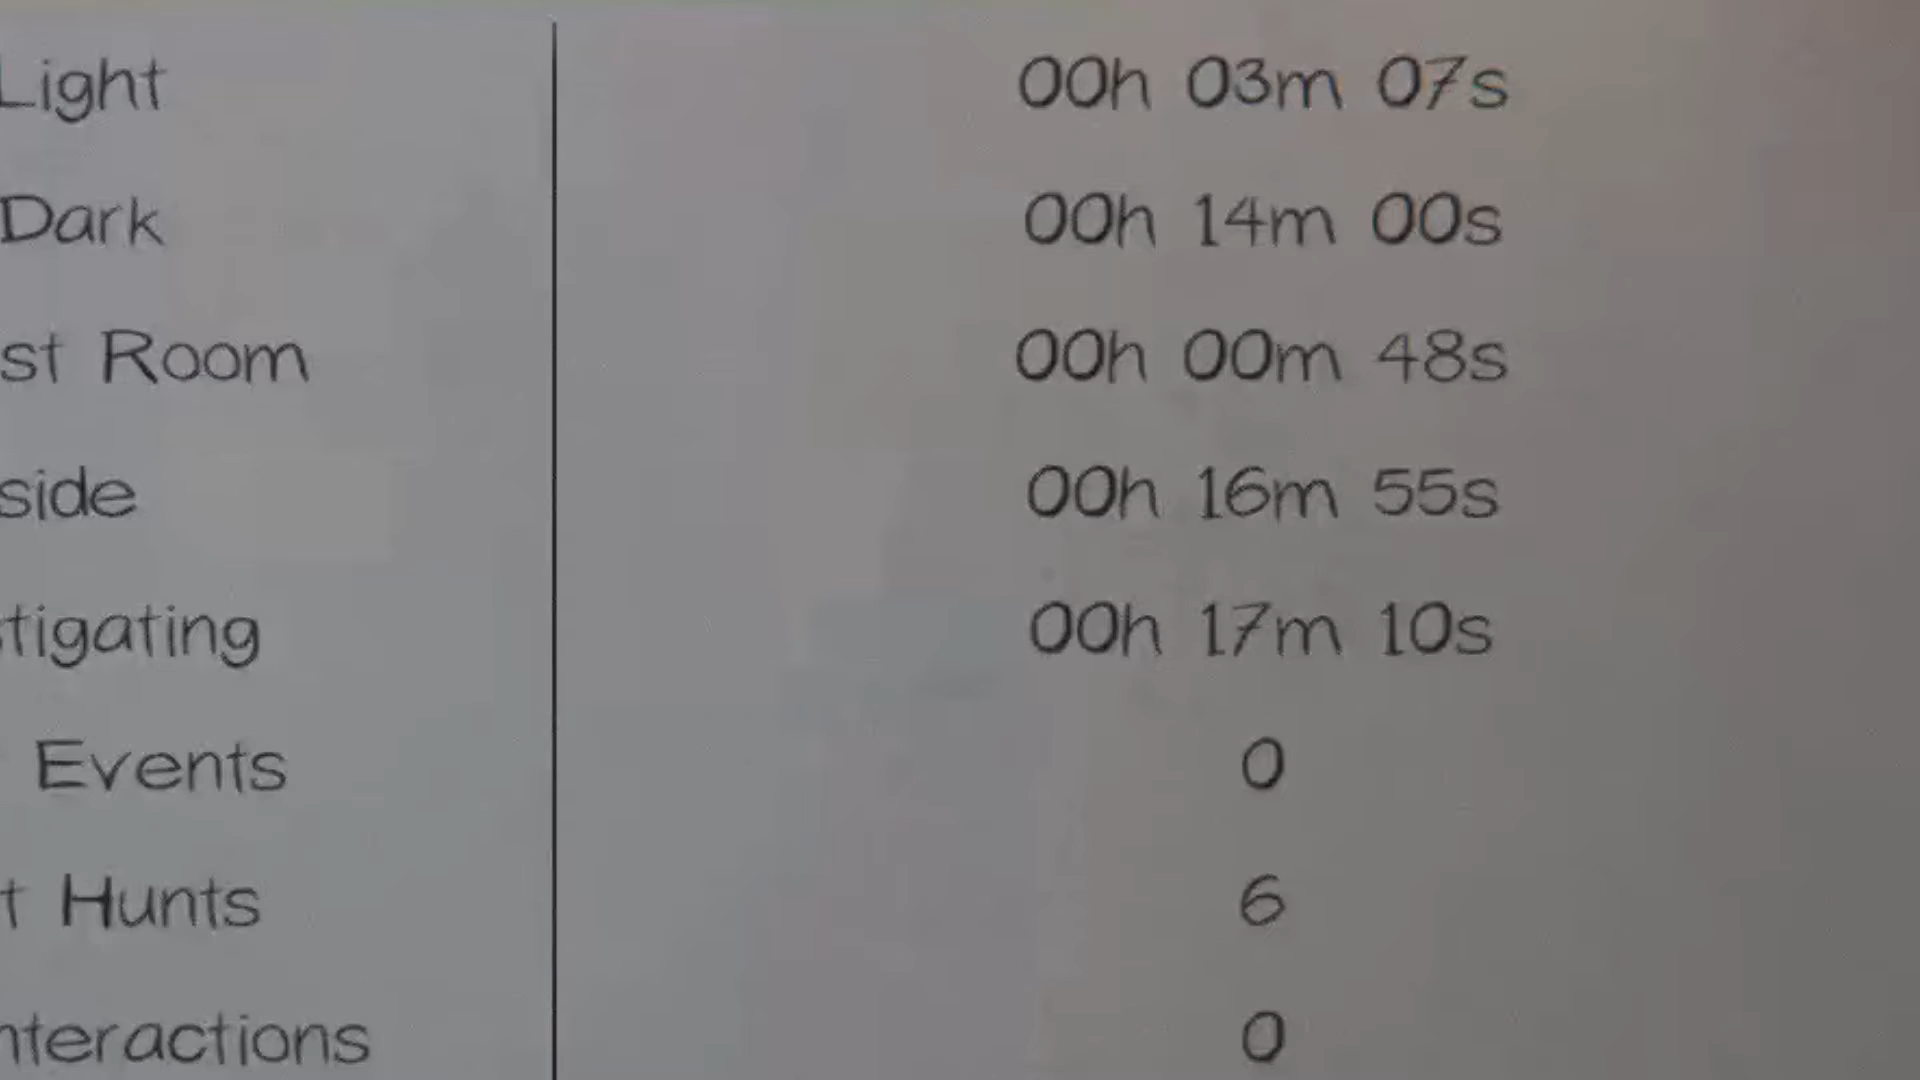 Light 00h 03m 07s
Dark 00h 14m 00s
st Room 00h 00m 48s
side 00h 16m 55s
tigating 00h 17m 10s
Events 0
t Hunts 6
nteractions 0